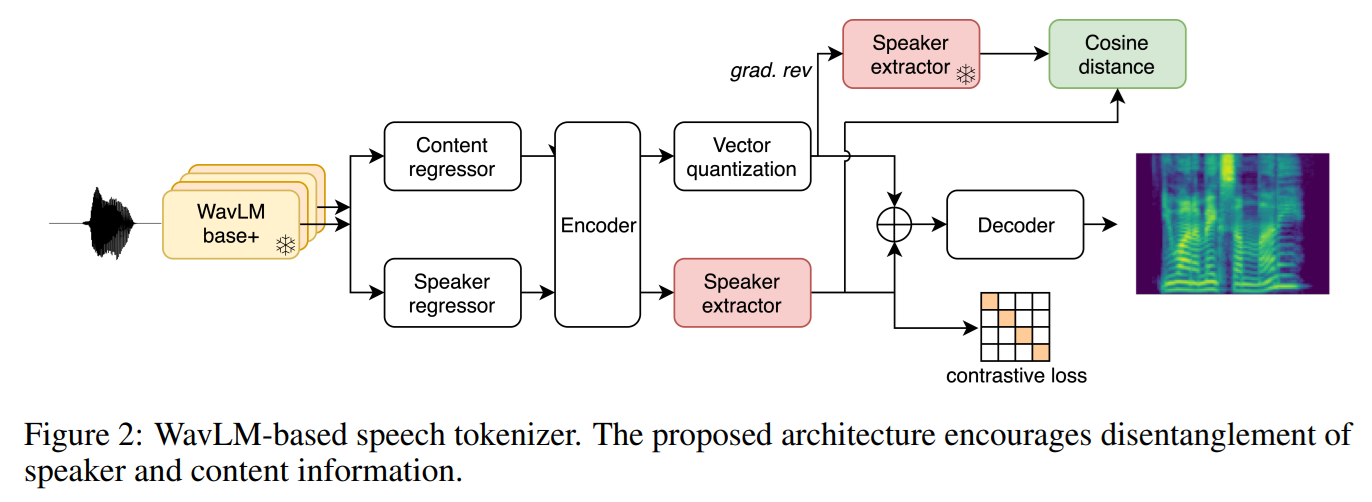 Speaker
extractor
Cosine
distance
grad. rev
Content
regressor
Vector
quantization
WavLM
base+
Encoder
Decoder
Speaker
regressor
Speaker
extractor
contrastive loss
Figure 2: WavLM-based speech tokenizer. The proposed architecture encourages disentanglement of
speaker and content information.